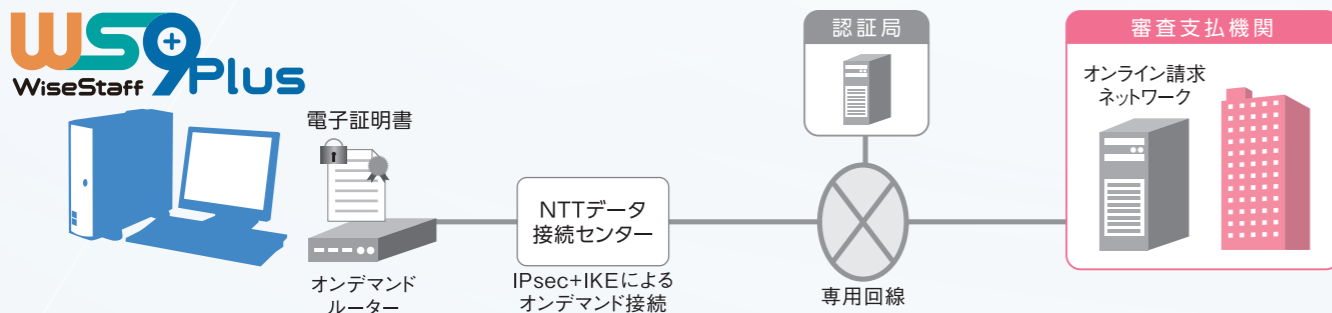 WS9Plus
WiseStaff
電子証明書
オンデマンド
ルーター
NTTデータ
接続センター
IPsec+IKEによる
オンデマンド接続
認証局
専用回線
審査支払機関
オンライン請求
ネットワーク